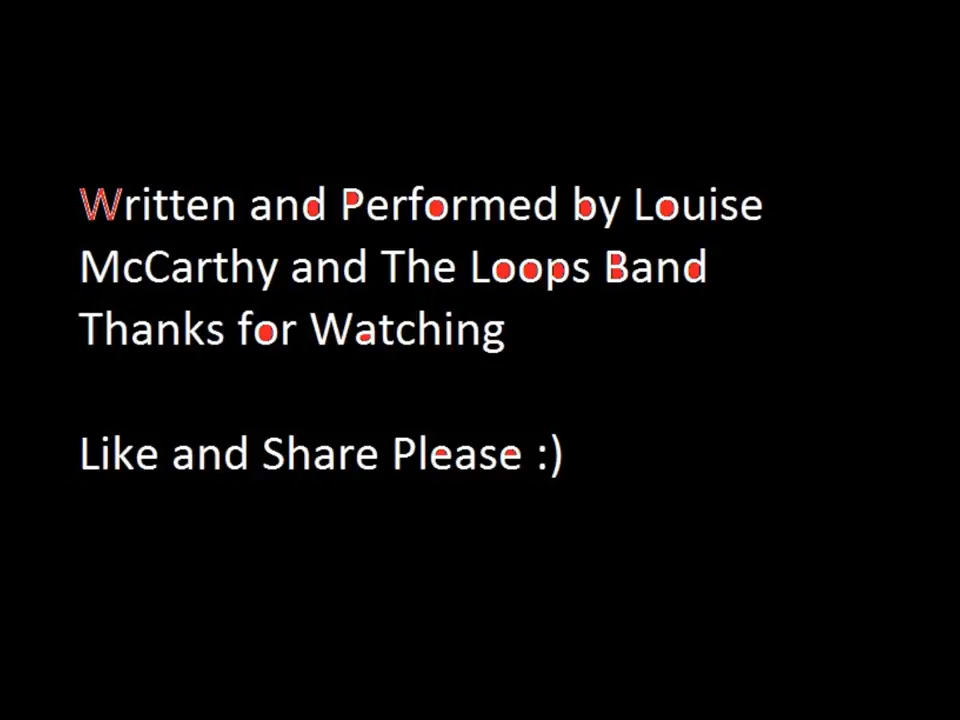 Written and Performed by Louise
McCarthy and The Loops Band
Thanks for Watching
Like and Share Please :)